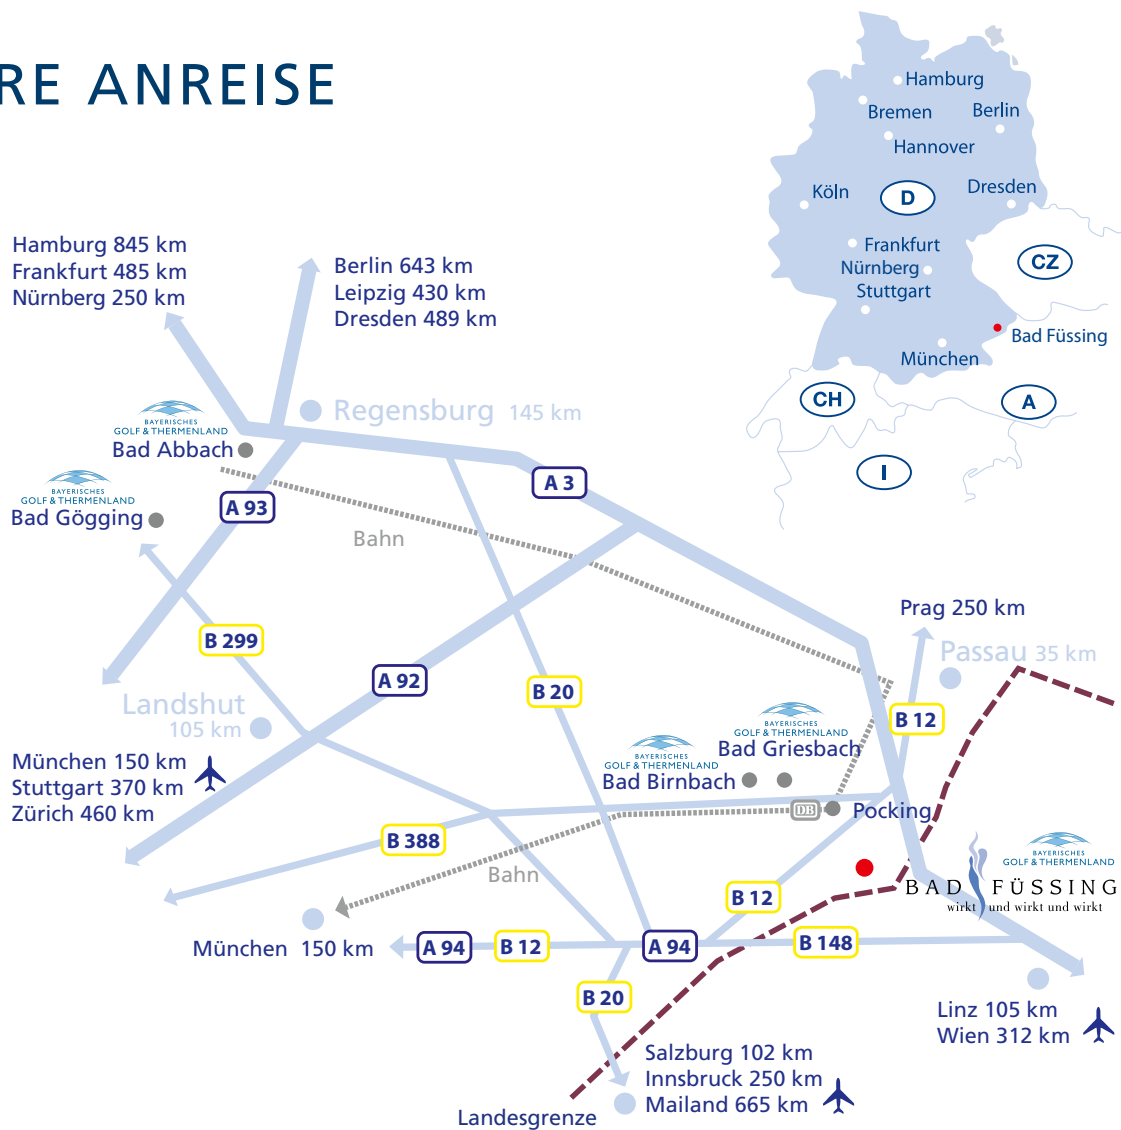 RE ANREISE
Hamburg
Bremen
Berlin
Hannover
Köln
D
Dresden
Frankfurt
Nürnberg
Stuttgart
CZ
Bad Füssing
München
CH
A
I
Hamburg 845 km
Frankfurt 485 km
Nürnberg 250 km
Berlin 643 km
Leipzig 430 km
Dresden 489 km
Regensburg 145 km
BAYERISCHES
GOLF & THERMENLAND
Bad Abbach
BAYERISCHES
GOLF & THERMENLAND
Bad Gögging
A 93
A 3
Bahn
B 299
A 92
B 20
Prag 250 km
Passau 35 km
Landshut
105 km
B 12
BAYERISCHES
GOLF & THERMENLAND
Bad Griesbach
BAYERISCHES
GOLF & THERMENLAND
Bad Birnbach
München 150 km
Stuttgart 370 km
Zürich 460 km
DB
Pocking
B 388
Bahn
BAYERISCHES
GOLF & THERMENLAND
BAD FÜSSING
wirkt und wirkt und wirkt
B 12
München 150 km
A 94
B 12
A 94
B 148
B 20
Linz 105 km
Wien 312 km
Salzburg 102 km
Innsbruck 250 km
Mailand 665 km
Landesgrenze